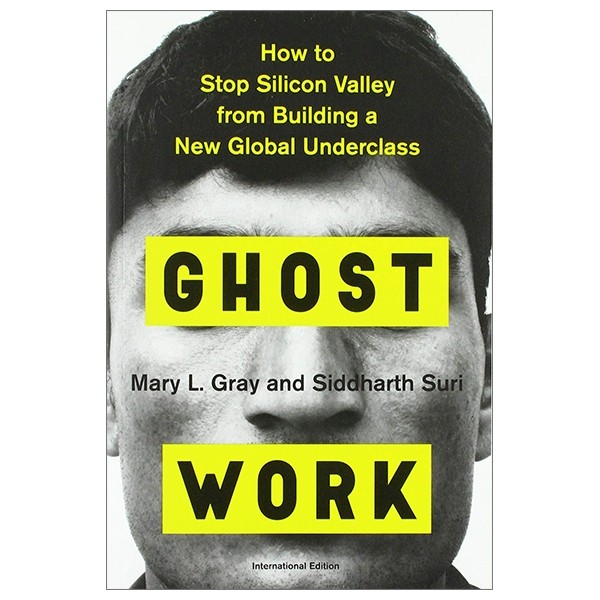 How to
Stop Silicon Valley
from Building a
New Global Underclass
GHOST
Mary L. Gray and Siddharth Suri
WORK
International Edition